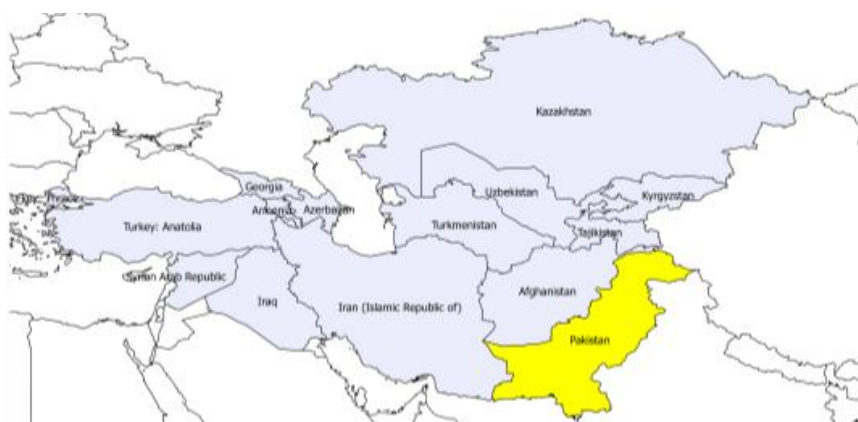 Kazakhstan
Georgia
Uzbekistan
Kyrgyzstan
Armenia
Azerbaijan
Turkey: Anatolia
Turkmenistan
Tajikistan
Syrian Arab Republic
Afghanistan
Iraq
Iran (Islamic Republic of)
Pakistan